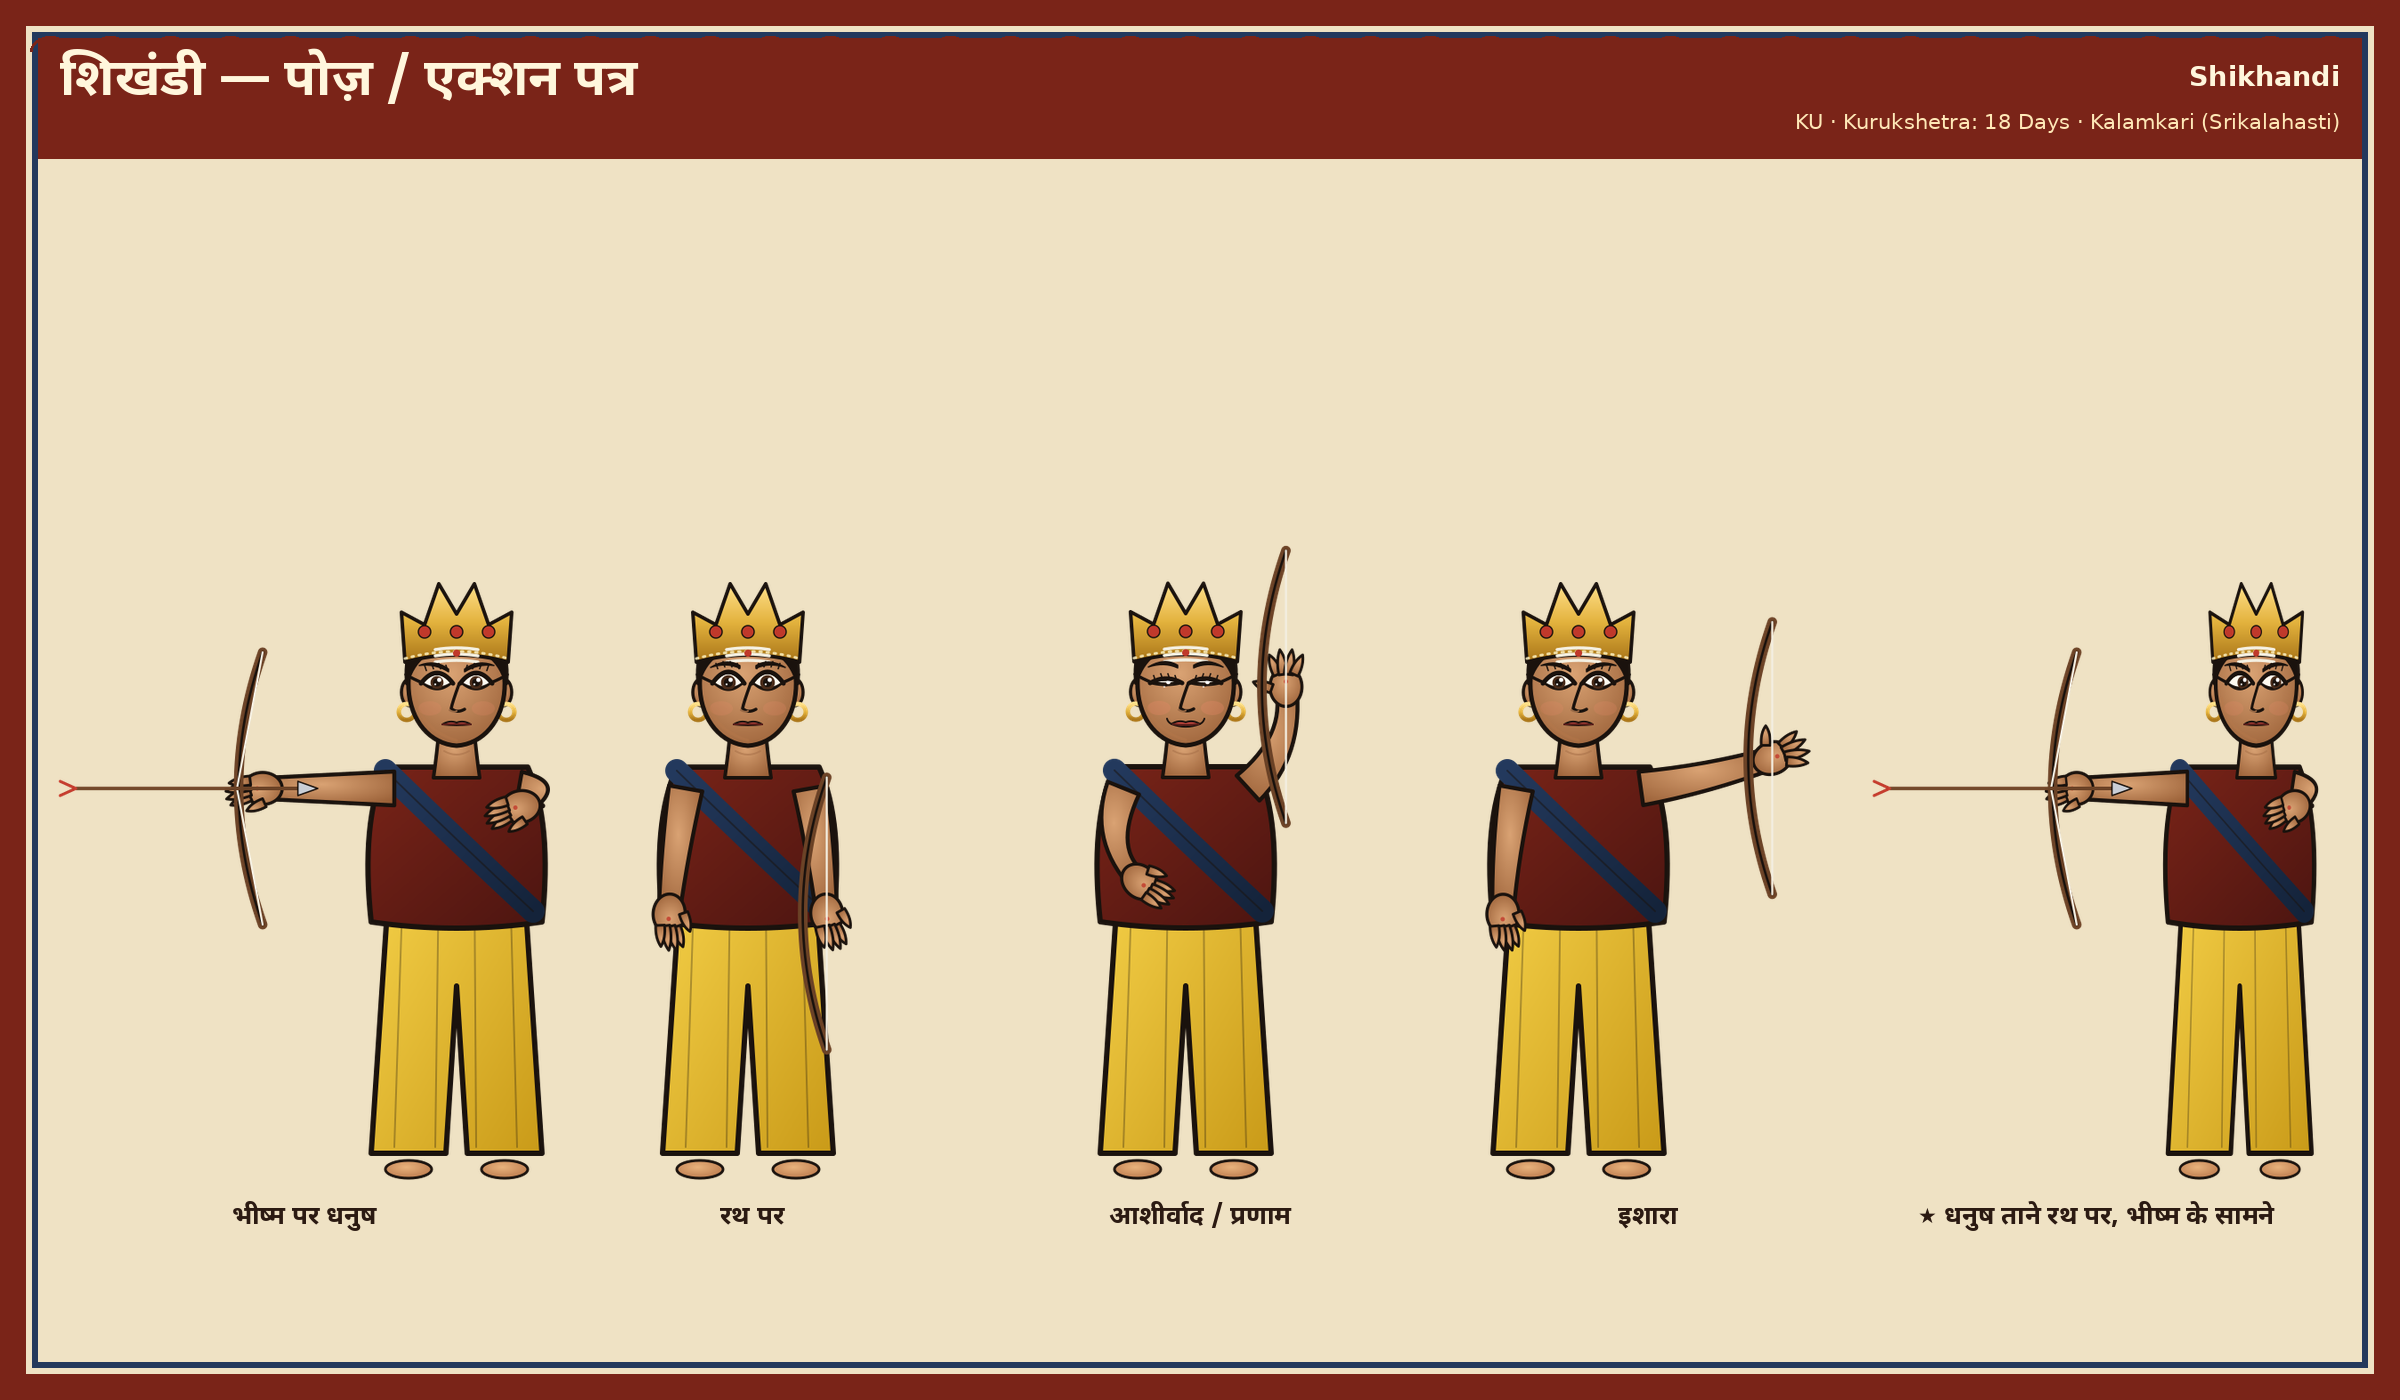 शिखंडी — पोज़ / एक्शन पत्र
Shikhandi
KU · Kurukshetra: 18 Days · Kalamkari (Srikalahasti)
भीष्म पर धनुष
रथ पर
आशीर्वाद / प्रणाम
इशारा
★ धनुष ताने रथ पर, भीष्म के सामने